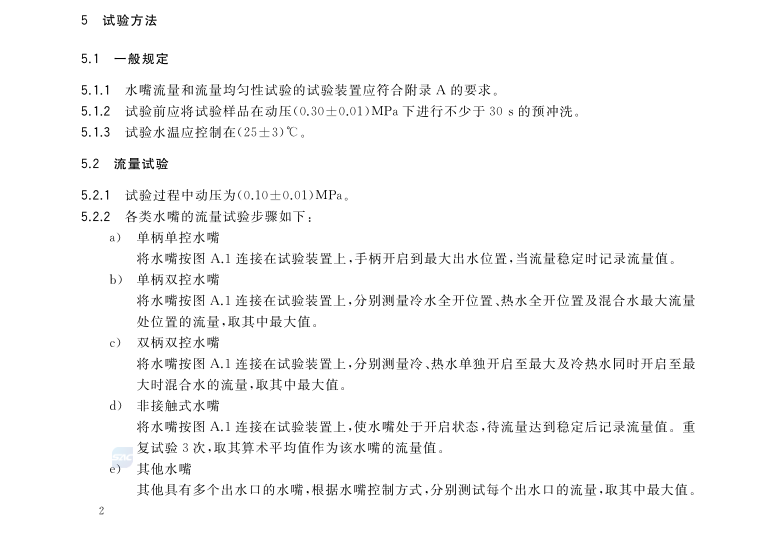 5 试验方法
5.1 一般规定
5.1.1 水嘴流量和流量均匀性试验的试验装置应符合附录 A 的要求。
5.1.2 试验前应将试验样品在动压(0.30±0.01)MPa 下进行不少于 30 s 的预冲洗。
5.1.3 试验水温应控制在(25±3)℃。
5.2 流量试验
5.2.1 试验过程中动压为(0.10±0.01)MPa。
5.2.2 各类水嘴的流量试验步骤如下:
a) 单柄单控水嘴
将水嘴按图 A.1 连接在试验装置上,手柄开启到最大出水位置,当流量稳定时记录流量值。
b) 单柄双控水嘴
将水嘴按图 A.1 连接在试验装置上,分别测量冷水全开位置、热水全开位置及混合水最大流量
处位置的流量,取其中最大值。
c) 双柄双控水嘴
将水嘴按图 A.1 连接在试验装置上,分别测量冷、热水单独开启至最大及冷热水同时开启至最
大时混合水的流量,取其中最大值。
d) 非接触式水嘴
将水嘴按图 A.1 连接在试验装置上,使水嘴处于开启状态,待流量达到稳定后记录流量值。重
复试验 3 次,取其算术平均值作为该水嘴的流量值。
SAC
e) 其他水嘴
其他具有多个出水口的水嘴,根据水嘴控制方式,分别测试每个出水口的流量,取其中最大值。
2